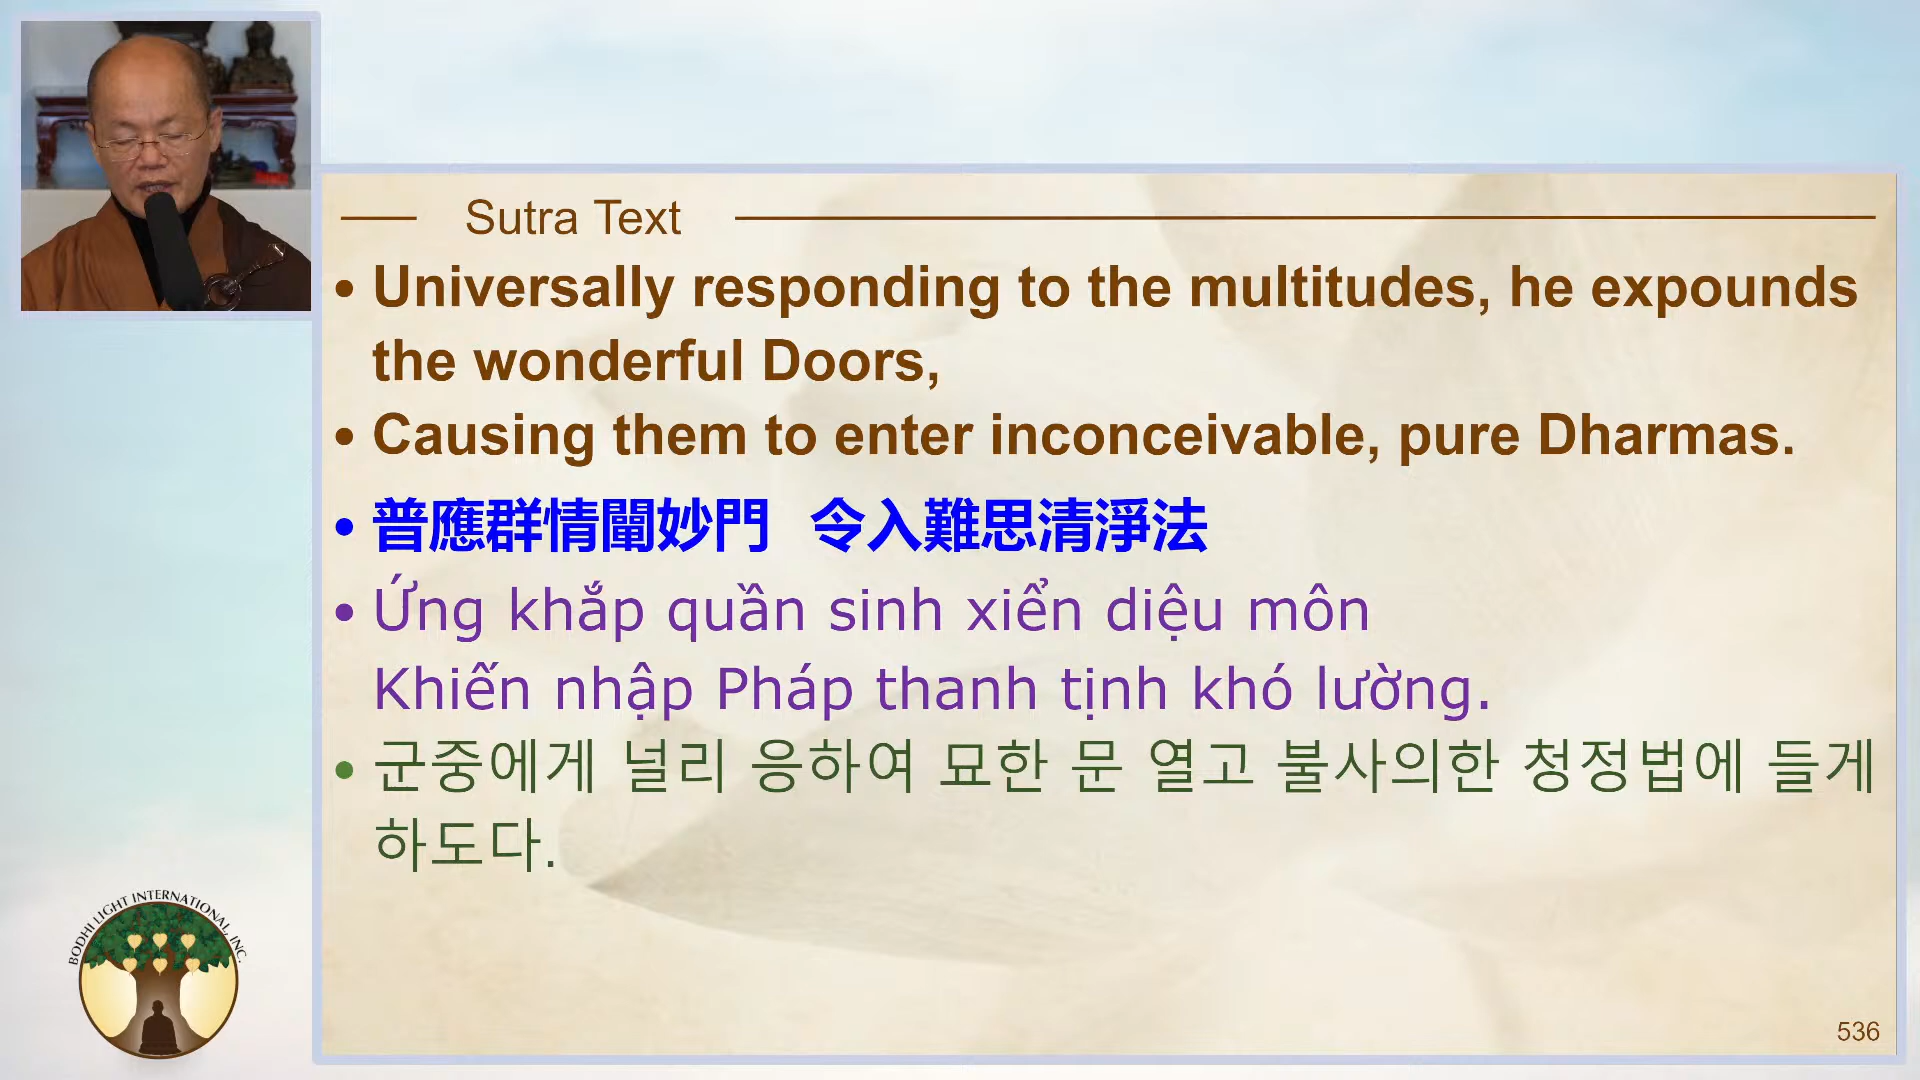 Sutra Text
• Universally responding to the multitudes, he expounds
the wonderful Doors,
• Causing them to enter inconceivable, pure Dharmas.
• 普應群情闡妙門 令入難思清淨法
• Ứng khắp quần sinh xiển diệu môn
Khiến nhập Pháp thanh tịnh khó lường.
• 군중에게 널리 응하여 묘한 문 열고 불사의한 청정법에 들게
하도다.
BODHI LIGHT INTERNATIONAL, INC.
536